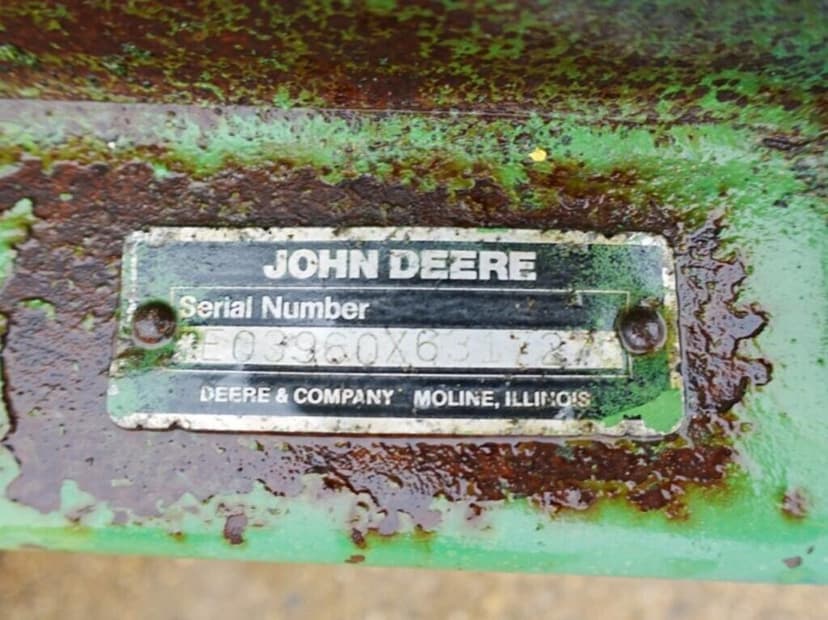 JOHN DEERE
Serial Number
DEERE & COMPANY MOLINE, ILLINOIS